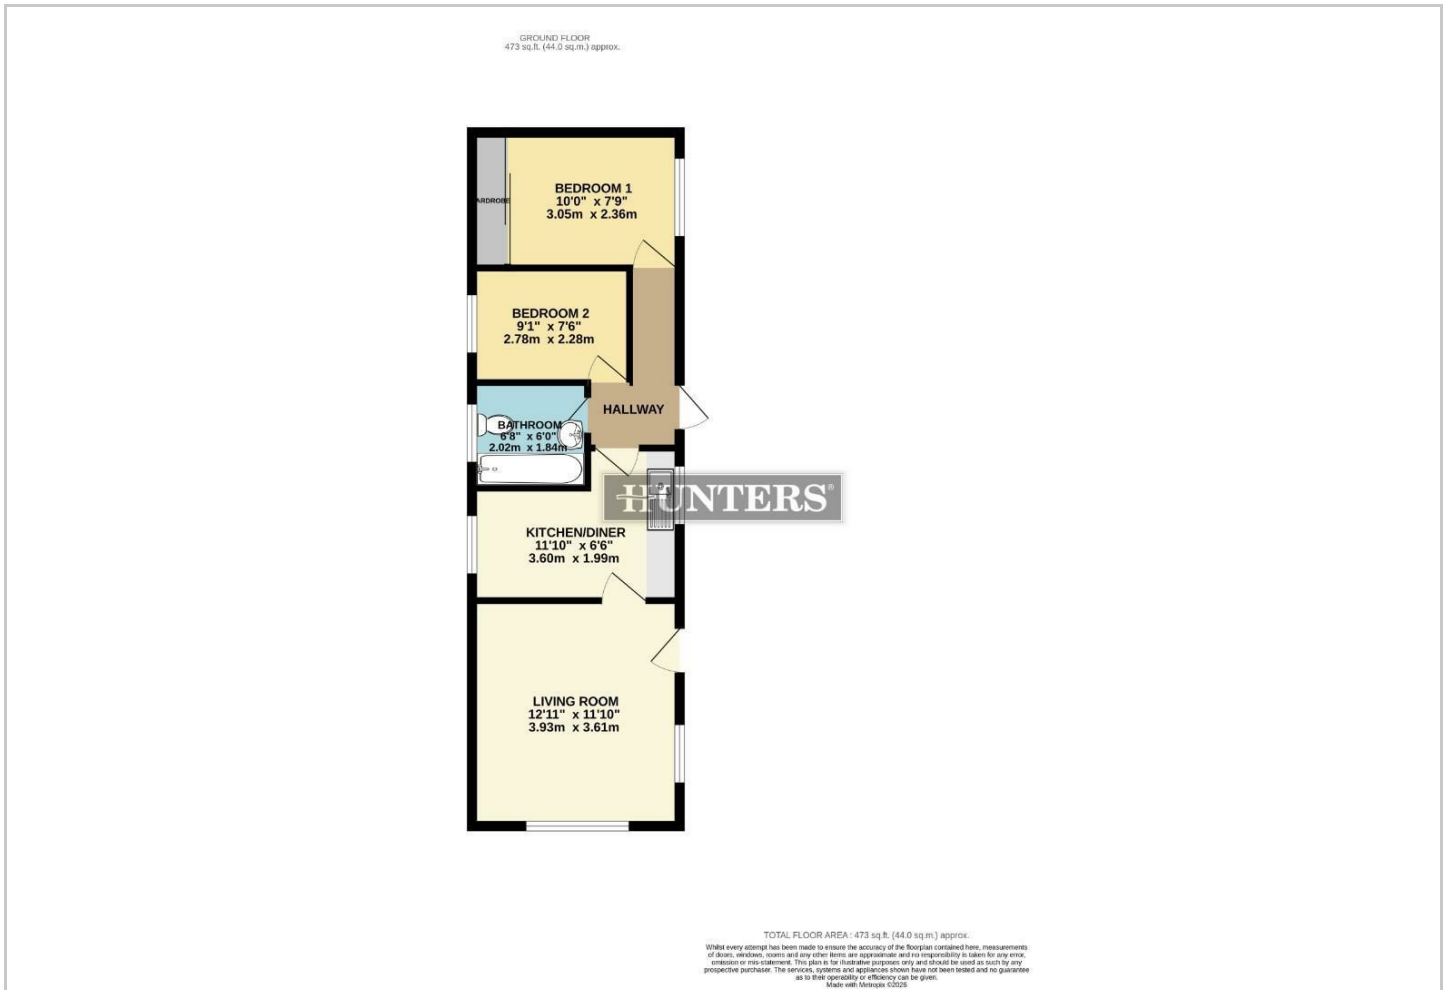 GROUND FLOOR
473 sq.ft. (44.0 sq.m.) approx.
BEDROOM 1
10'0" x 7'9"
3.05m x 2.36m
ARDROBE
BEDROOM 2
9'1" x 7'6"
2.78m x 2.28m
HALLWAY
BATHROOM
6'8" x 6'0"
2.02m x 1.84m
HUNTERS®
KITCHEN/DINER
11'10" x 6'6"
3.60m x 1.99m
LIVING ROOM
12'11" x 11'10"
3.93m x 3.61m
TOTAL FLOOR AREA : 473 sq.ft. (44.0 sq.m.) approx.
Whilst every attempt has been made to ensure the accuracy of the floorplan contained here, measurements
of doors, windows, rooms and any other items are approximate and no responsibility is taken for any error,
omission or mis-statement. This plan is for illustrative purposes only and should be used as such by any
prospective purchaser. The services, systems and appliances shown have not been tested and no guarantee
as to their operability or efficiency can be given.
Made with Metropix ©2026